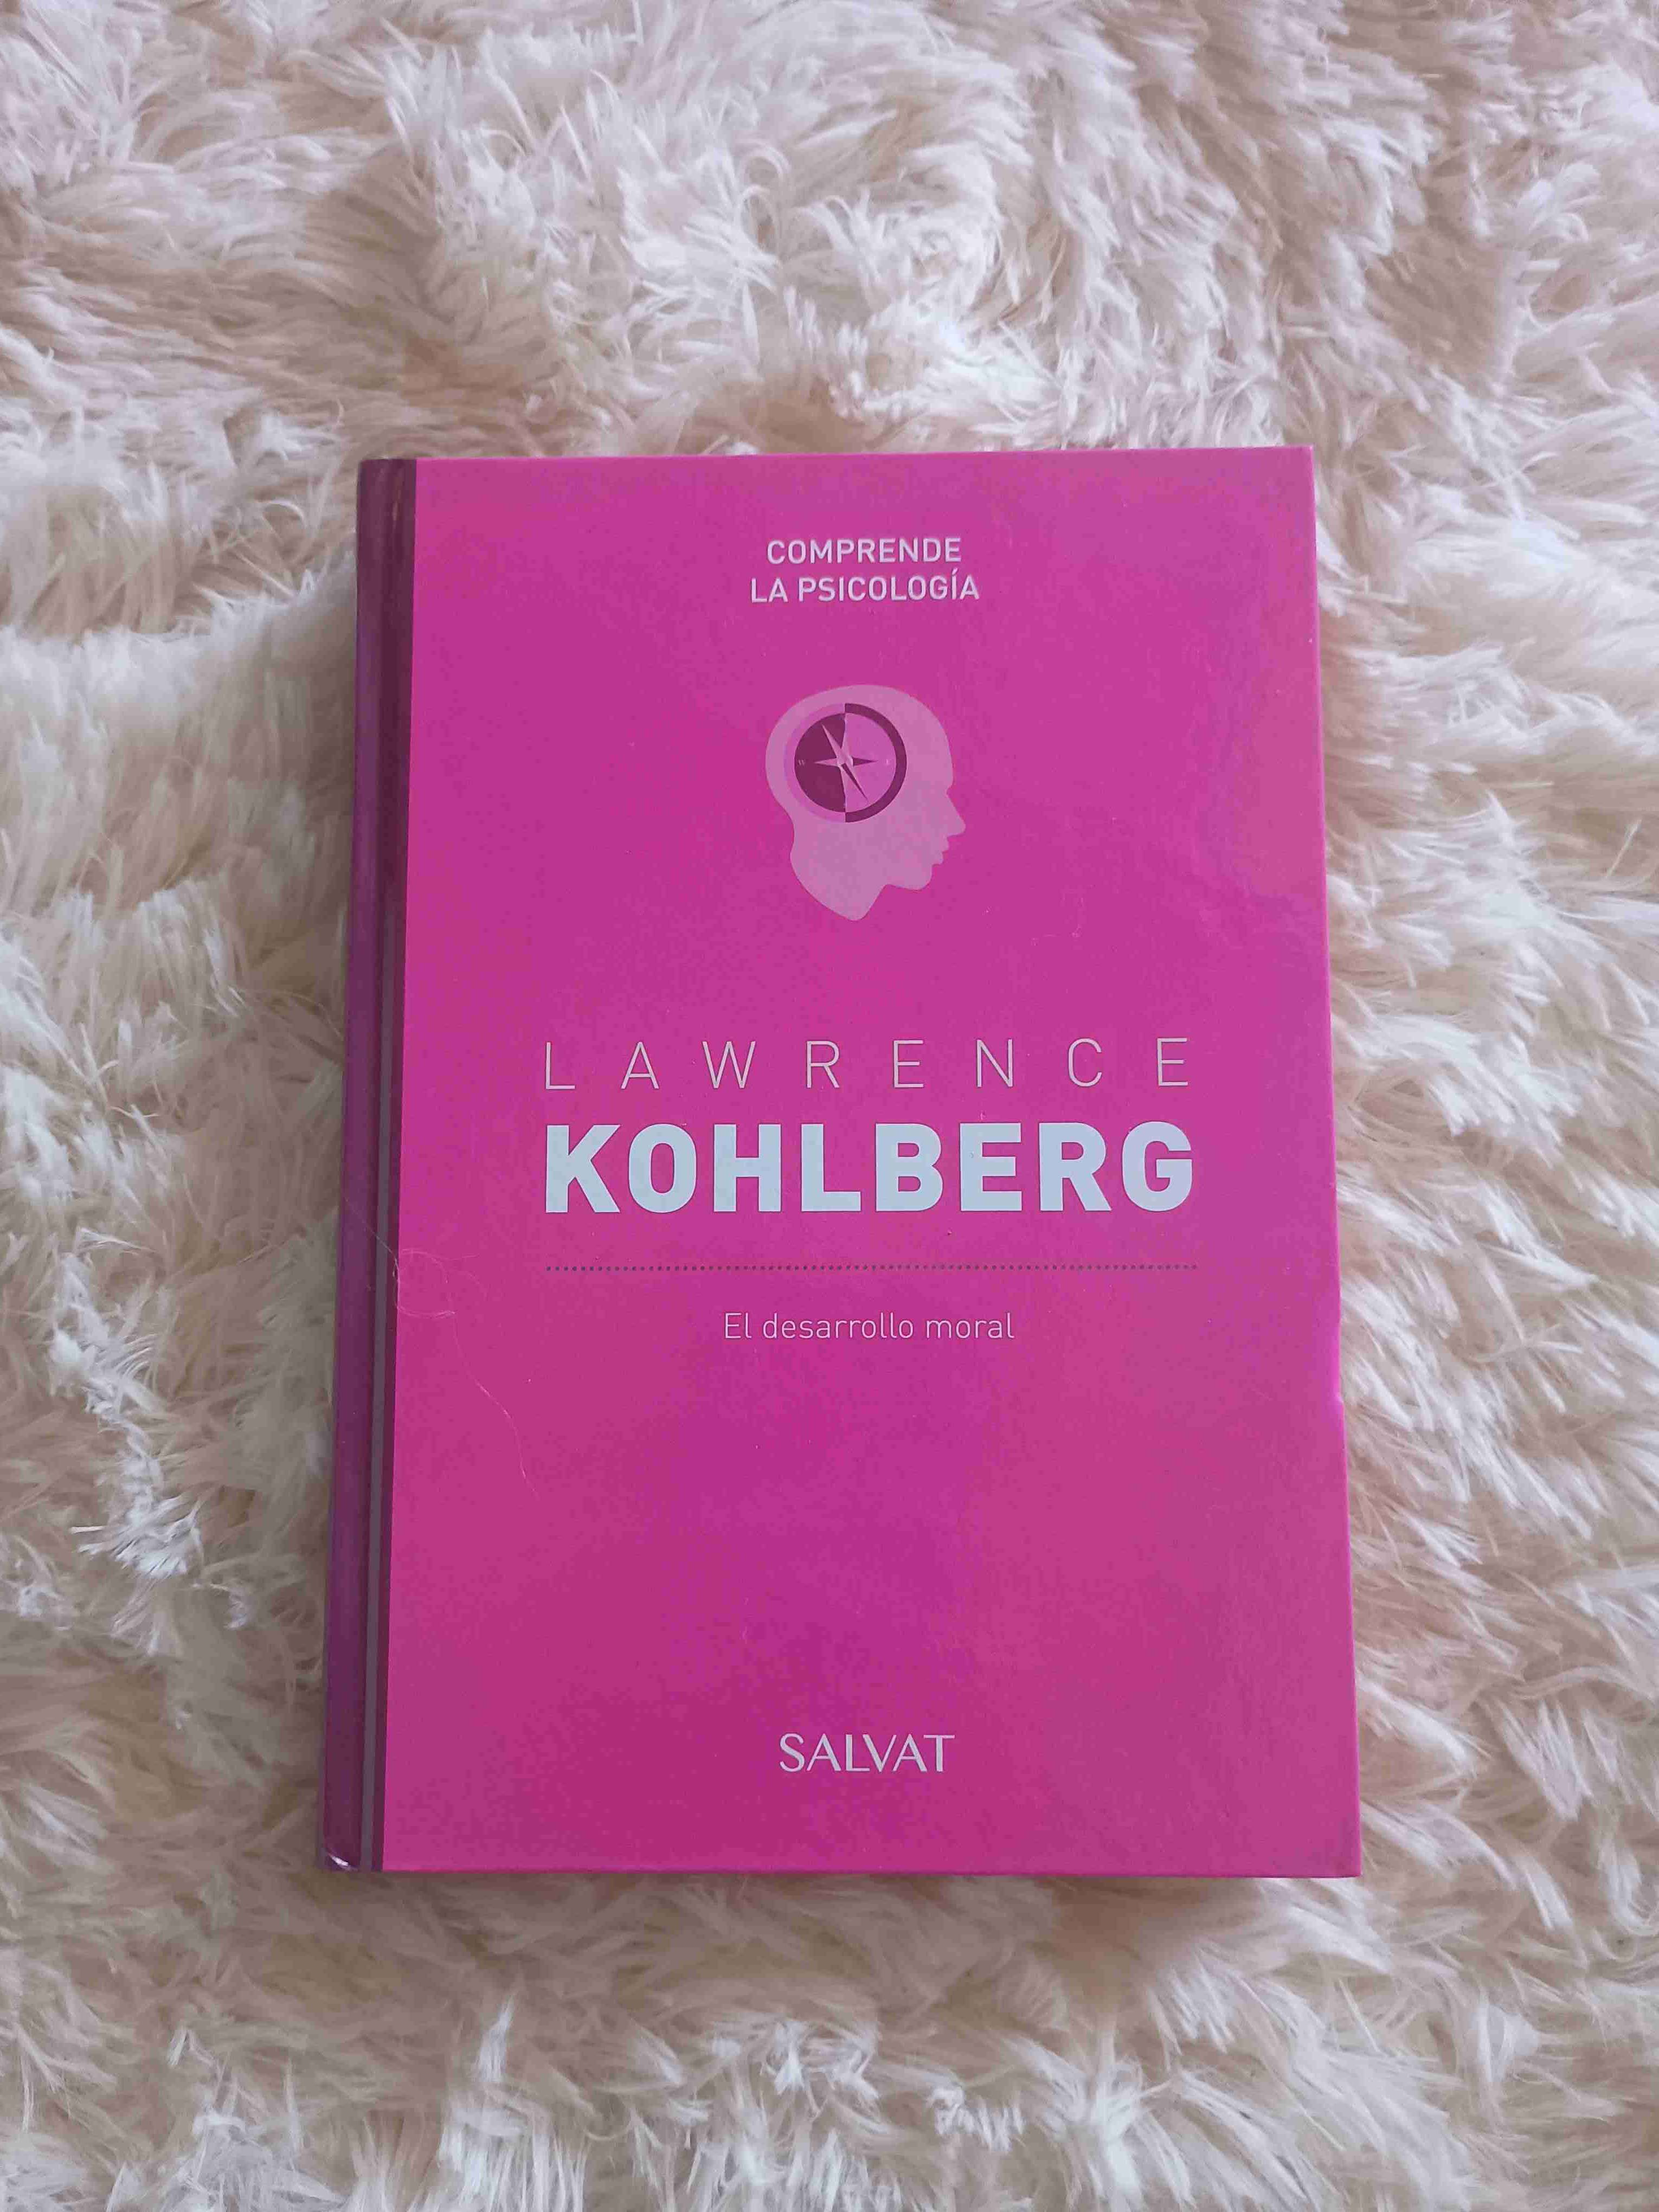 COMPRENDE
LA PSICOLOGÍA
W E
LAWRENCE
KOHLBERG
El desarrollo moral
SALVAT